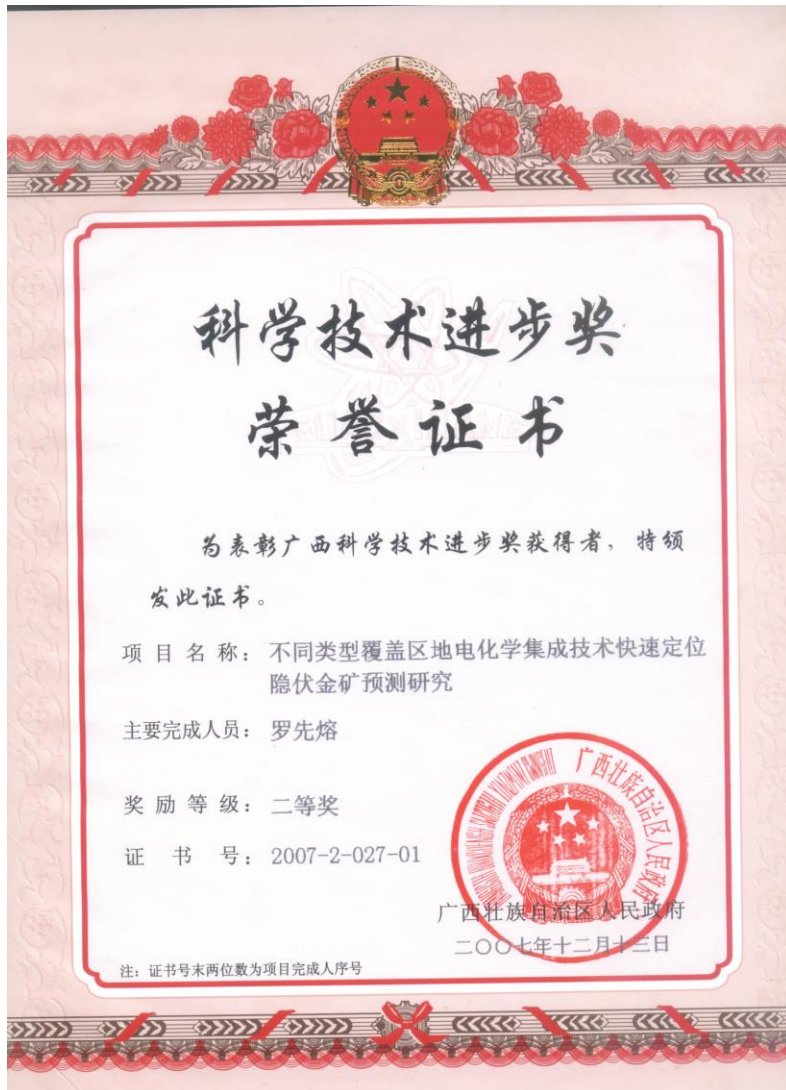 科学技术进步奖
荣誉证书
为表彰广西科学技术进步奖获得者,特颁
发此证书。
项目名称:不同类型覆盖区地电化学集成技术快速定位
隐伏金矿预测研究
主要完成人员:罗先熔
奖励等级:二等奖
证书号:2007-2-027-01
广西壮族自治区人民政府
广西壮族自治区人民政府
二〇〇七年十二月十三日
注:证书号末两位数为项目完成人序号